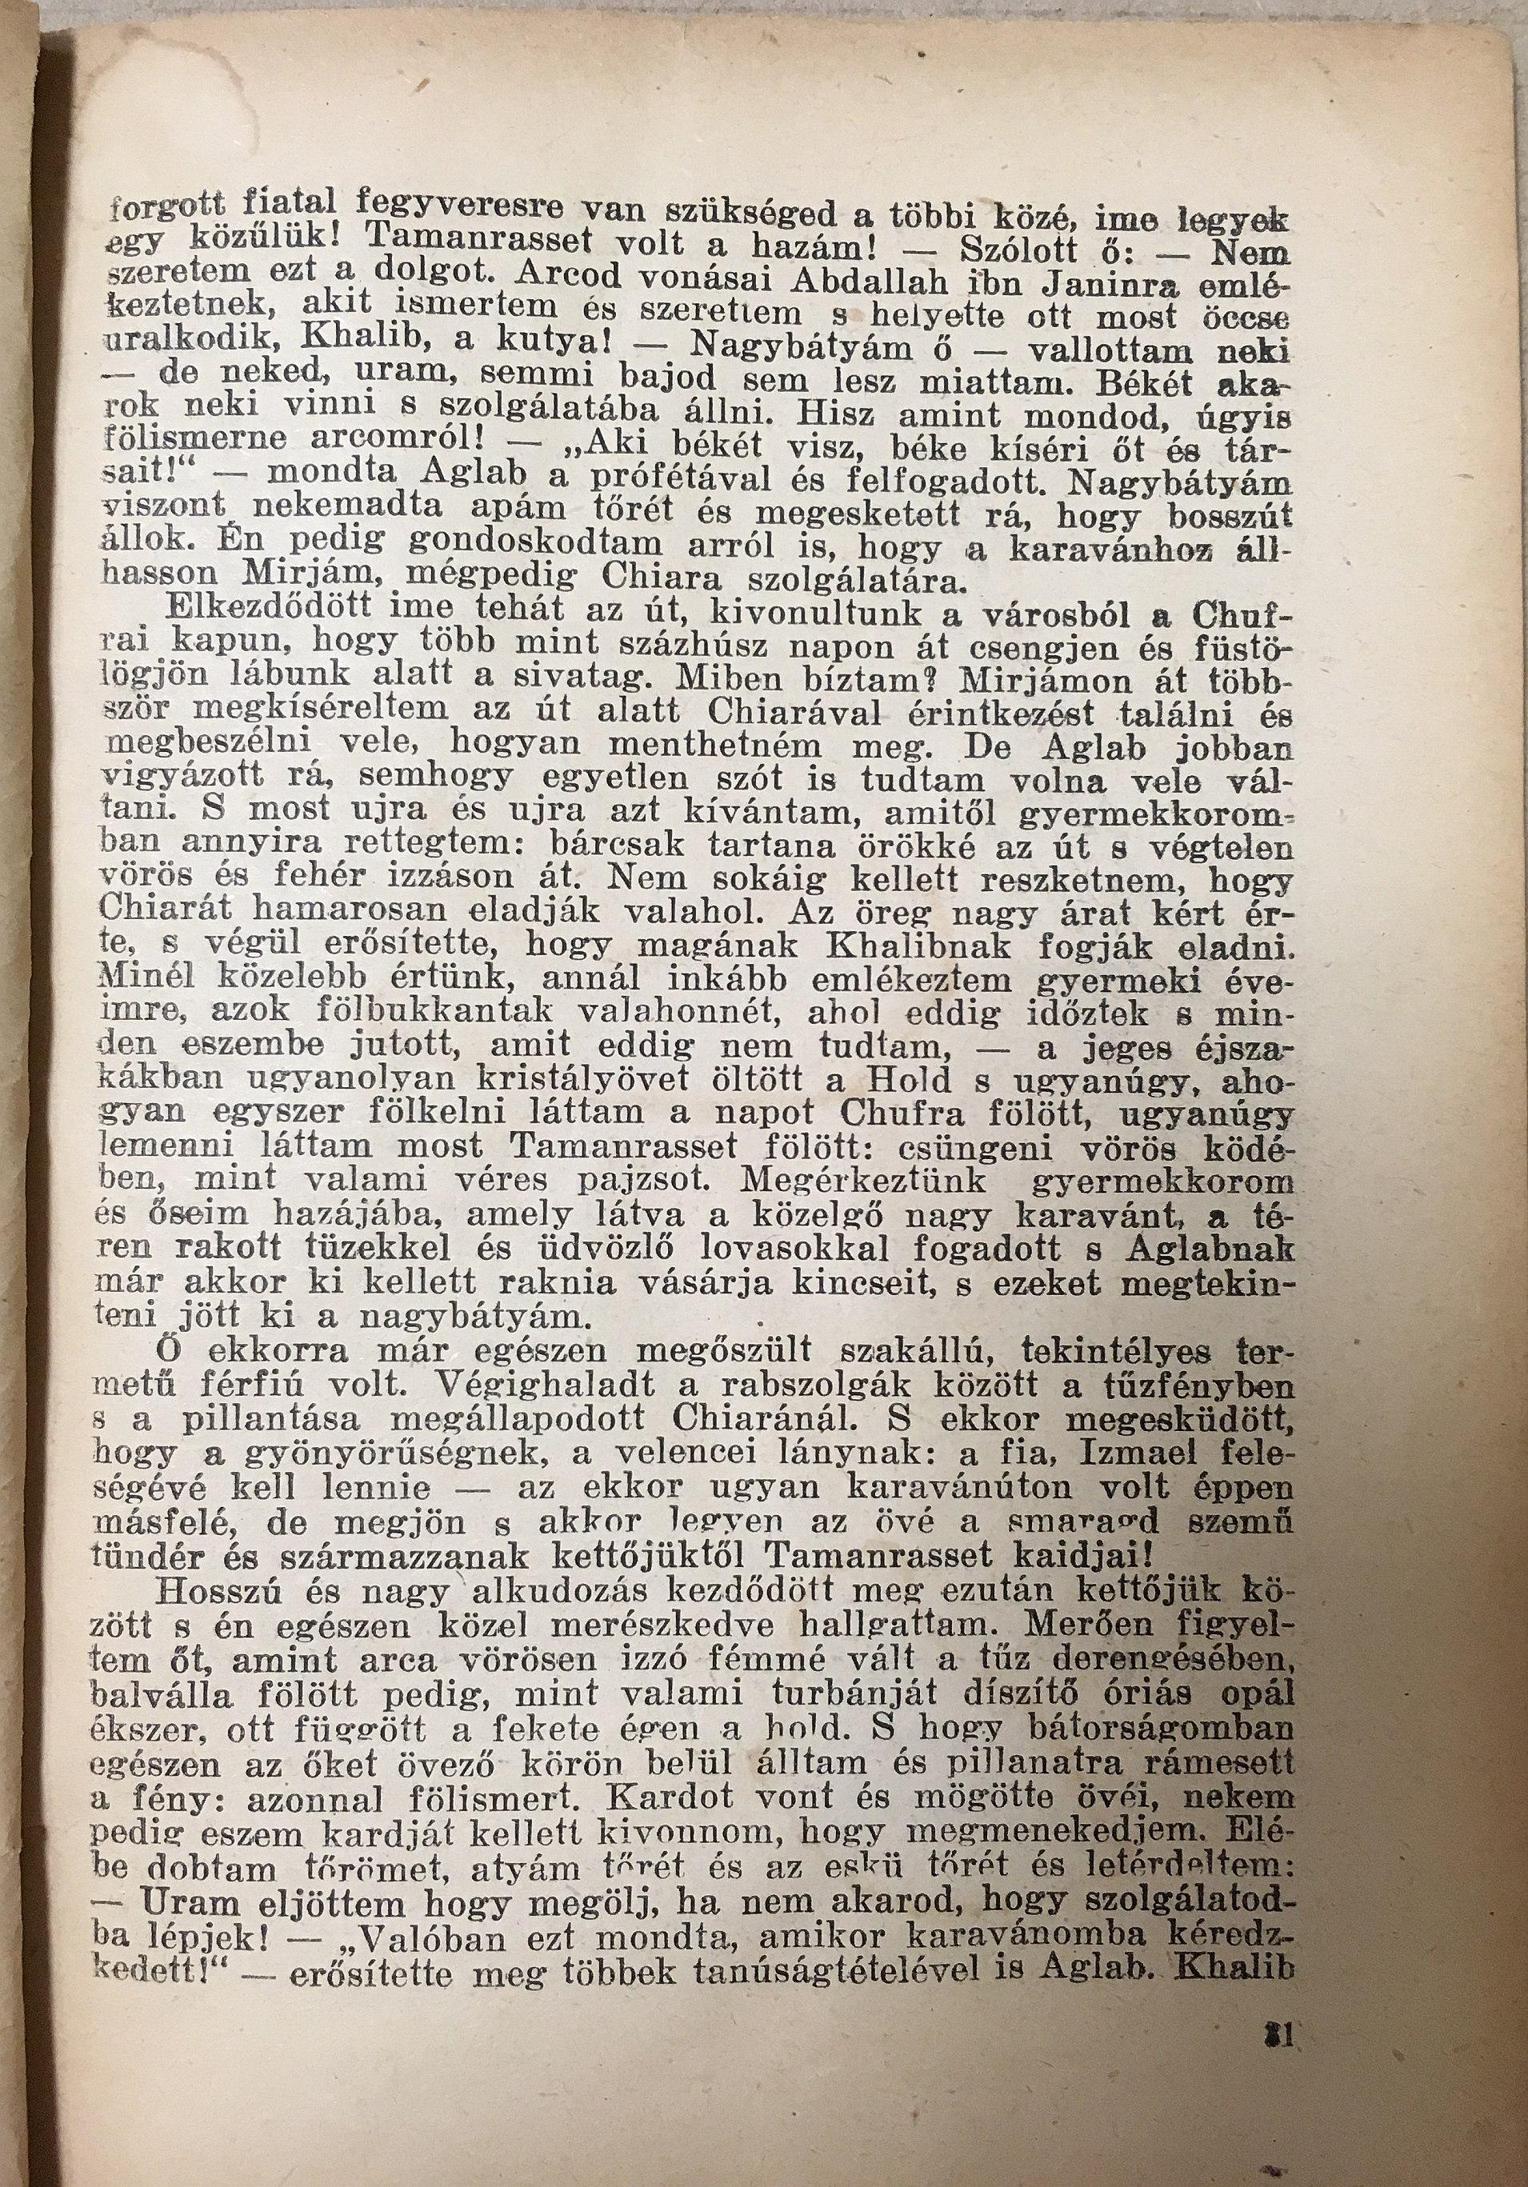 forgott fiatal fegyveresre van szükséged a többi közé, ime legyek
egy közűlük! Tamanrasset volt a hazám! — Szólott ő: — Nem
szeretem ezt a dolgot. Arcod vonásai Abdallah ibn Janinra emlé-
keztetnek, akit ismertem és szerettem s helyette ott most öccse
uralkodik, Khalib, a kutya! — Nagybátyám ő — vallottam neki
— de neked, uram, semmi bajod sem lesz miattam. Békét aka-
rok neki vinni s szolgálatába állni. Hisz amint mondod, úgyis
fölismerne arcomról! — „Aki békét visz, béke kíséri őt és tár-
sait!“ — mondta Aglab a prófétával és felfogadott. Nagybátyám
viszont nekemadta apám tőrét és megesketett rá, hogy bosszút
állok. Én pedig gondoskodtam arról is, hogy a karavánhoz áll-
hasson Mirjám, mégpedig Chiara szolgálatára.
Elkezdődött ime tehát az út, kivonultunk a városból a Chuf-
rai kapun, hogy több mint százhúsz napon át csengjen és füstö-
lögjön lábunk alatt a sivatag. Miben bíztam? Mirjámon át több-
ször megkíséreltem az út alatt Chiarával érintkezést találni és
megbeszélni vele, hogyan menthetném meg. De Aglab jobban
vigyázott rá, semhogy egyetlen szót is tudtam volna vele vál-
tani. S most ujra és ujra azt kívántam, amitől gyermekkorom-
ban annyira rettegtem: bárcsak tartana örökké az út s végtelen
vörös és fehér izzáson át. Nem sokáig kellett reszketnem, hogy
Chiarát hamarosan eladják valahol. Az öreg nagy árat kért ér-
te, s végül erősítette, hogy magának Khalibnak fogják eladni.
Minél közelebb értünk, annál inkább emlékeztem gyermeki éve-
imre, azok fölbukkantak valahonnét, ahol eddig időztek s min-
den eszembe jutott, amit eddig nem tudtam, — a jeges éjsza-
kákban ugyanolyan kristályövet öltött a Hold s ugyanúgy, aho-
gyan egyszer fölkelni láttam a napot Chufra fölött, ugyanúgy
lemenni láttam most Tamanrasset fölött: csüngeni vörös ködé-
ben, mint valami véres pajzsot. Megérkeztünk gyermekkorom
és őseim hazájába, amely látva a közelgő nagy karavánt, a té-
ren rakott tüzekkel és üdvözlő lovasokkal fogadott s Aglabnak
már akkor ki kellett raknia vásárja kincseit, s ezeket megtekin-
teni jött ki a nagybátyám.
Ő ekkorra már egészen megőszült szakállú, tekintélyes ter-
metű férfiú volt. Végighaladt a rabszolgák között a tűzfényben
s a pillantása megállapodott Chiaránál. S ekkor megesküdött,
hogy a gyönyörűségnek, a velencei lánynak: a fia, Izmael fele-
ségévé kell lennie — az ekkor ugyan karavánúton volt éppen
másfelé, de megjön s akkor legyen az övé a smaragd szemű
tündér és származzanak kettőjüktől Tamanrasset kaidjai!
Hosszú és nagy alkudozás kezdődött meg ezután kettőjük kö-
zött s én egészen közel merészkedve hallgattam. Merően figyel-
tem őt, amint arca vörösen izzó fémmé vált a tűz derengésében,
balválla fölött pedig, mint valami turbánját díszítő óriás opál
ékszer, ott függött a fekete égen a hold. S hogy bátorságomban
egészen az őket övező körön belül álltam és pillanatra rámesett
a fény: azonnal fölismert. Kardot vont és mögötte övéi, nekem
pedig eszem kardját kellett kivonnom, hogy megmenekedjem. Elé-
be dobtam tőrömet, atyám tőrét és az eskü tőrét és letérdeltem:
— Uram eljöttem hogy megölj, ha nem akarod, hogy szolgálatod-
ba lépjek! — „Valóban ezt mondta, amikor karavánomba kéredz-
kedett!“ — erősítette meg többek tanúságtételével is Aglab. Khalib
31